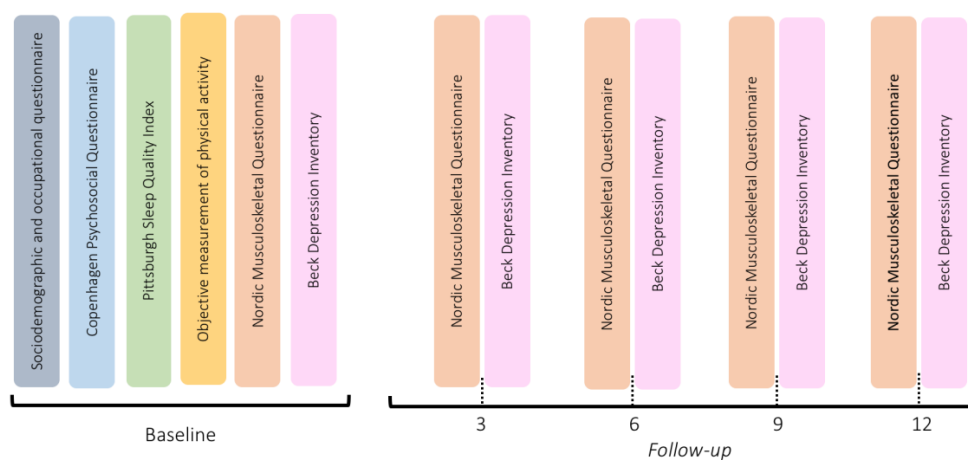 Sociodemographic and occupational questionnaire
Copenhagen Psychosocial Questionnaire
Pittsburgh Sleep Quality Index
Objective measurement of physical activity
Nordic Musculoskeletal Questionnaire
Beck Depression Inventory
Nordic Musculoskeletal Questionnaire
Beck Depression Inventory
Nordic Musculoskeletal Questionnaire
Beck Depression Inventory
Nordic Musculoskeletal Questionnaire
Beck Depression Inventory
Nordic Musculoskeletal Questionnaire
Beck Depression Inventory
Baseline
3
6
9
12
Follow-up